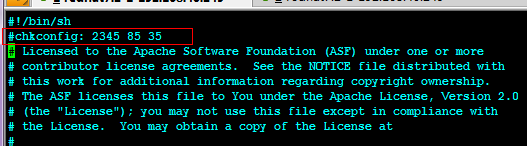 #!/bin/sh
#chkconfig: 2345 85 35
# Licensed to the Apache Software Foundation (ASF) under one or more
# contributor license agreements.  See the NOTICE file distributed with
# this work for additional information regarding copyright ownership.
# The ASF licenses this file to You under the Apache License, Version 2.0
# (the "License"); you may not use this file except in compliance with
# the License.  You may obtain a copy of the License at
#